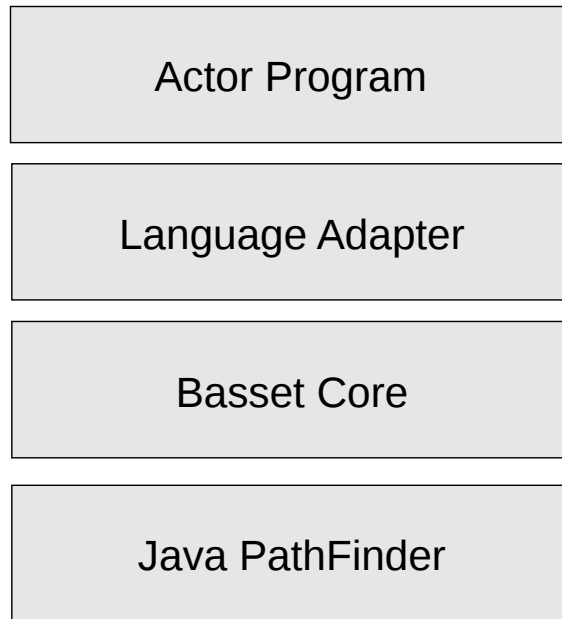 Actor Program
Language Adapter
Basset Core
Java PathFinder